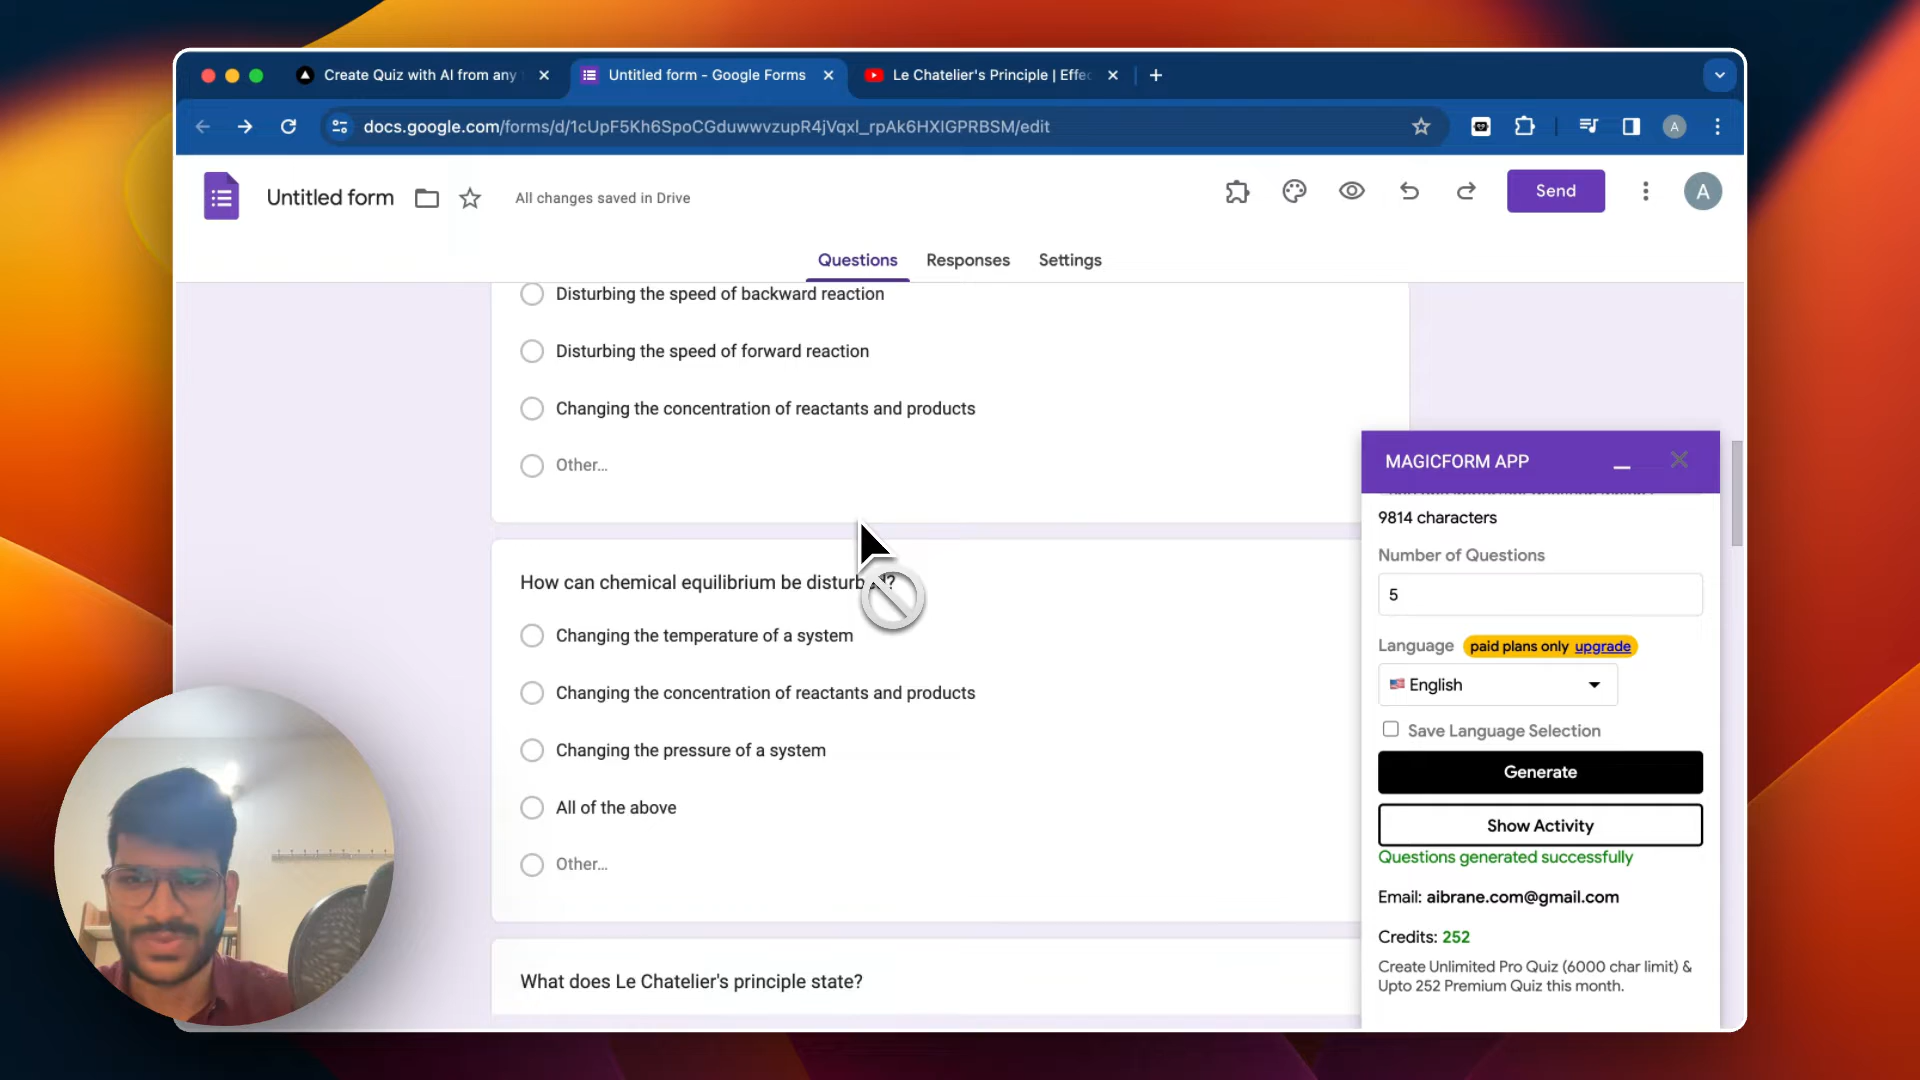 Create Quiz with AI from any
Untitled form - Google Forms
Le Chatelier's Principle | Effec
docs.google.com/forms/d/1cUpF5Kh6SpoCGduwwvzupR4jVqxl_rpAk6HXIGPRBSM/edit
A
Untitled form
All changes saved in Drive
Send
A
Questions
Responses
Settings
Disturbing the speed of backward reaction
Disturbing the speed of forward reaction
Changing the concentration of reactants and products
Other...
How can chemical equilibrium be disturbed?
Changing the temperature of a system
Changing the concentration of reactants and products
Changing the pressure of a system
All of the above
Other...
What does Le Chatelier's principle state?
MAGICFORM APP
9814 characters
Number of Questions
5
Language paid plans only upgrade
English
Save Language Selection
Generate
Show Activity
Questions generated successfully
Email: aibrane.com@gmail.com
Credits: 252
Create Unlimited Pro Quiz (6000 char limit) &
Upto 252 Premium Quiz this month.